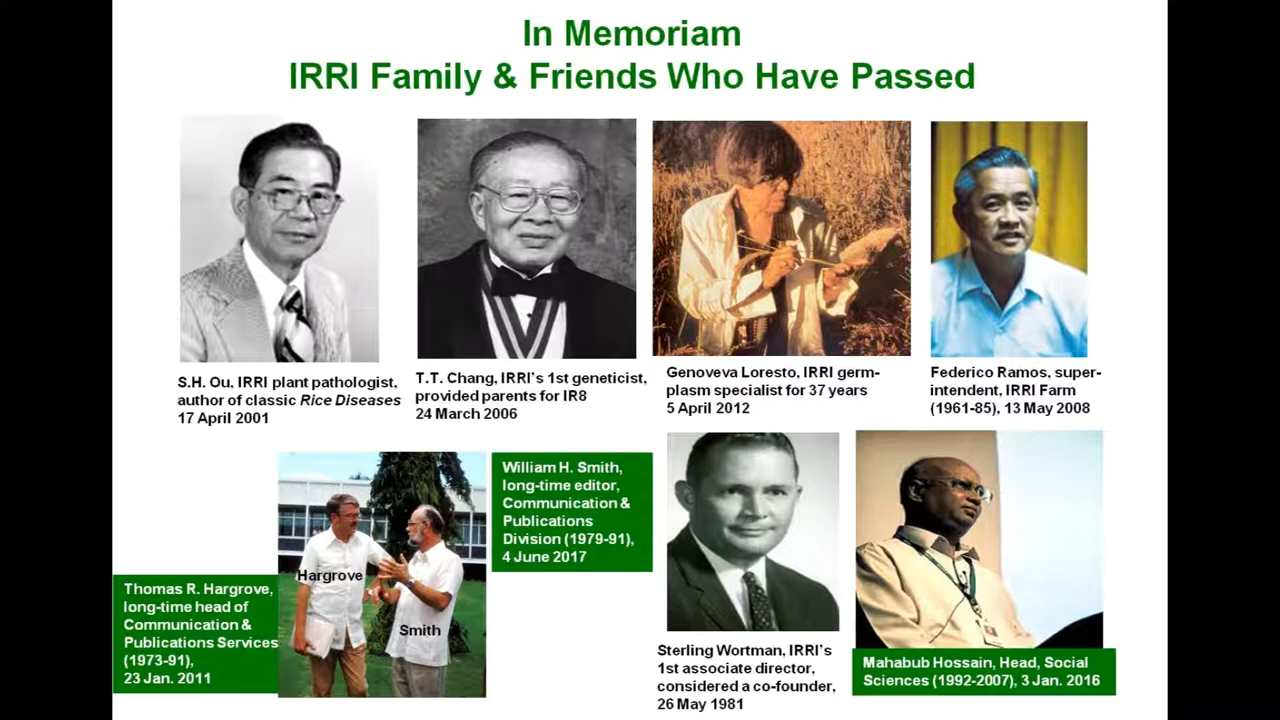 In Memoriam
IRRI Family & Friends Who Have Passed
S.H. Ou, IRRI plant pathologist,
author of classic Rice Diseases
17 April 2001
T.T. Chang, IRRI's 1st geneticist,
provided parents for IR8
24 March 2006
Genoveva Loresto, IRRI germ-
plasm specialist for 37 years
5 April 2012
Federico Ramos, super-
intendent, IRRI Farm
(1961-85), 13 May 2008
Thomas R. Hargrove,
long-time head of
Communication &
Publications Services
(1973-91),
23 Jan. 2011
Hargrove
Smith
William H. Smith,
long-time editor,
Communication &
Publications
Division (1979-91),
4 June 2017
Sterling Wortman, IRRI's
1st associate director,
considered a co-founder,
26 May 1981
Mahabub Hossain, Head, Social
Sciences (1992-2007), 3 Jan. 2016